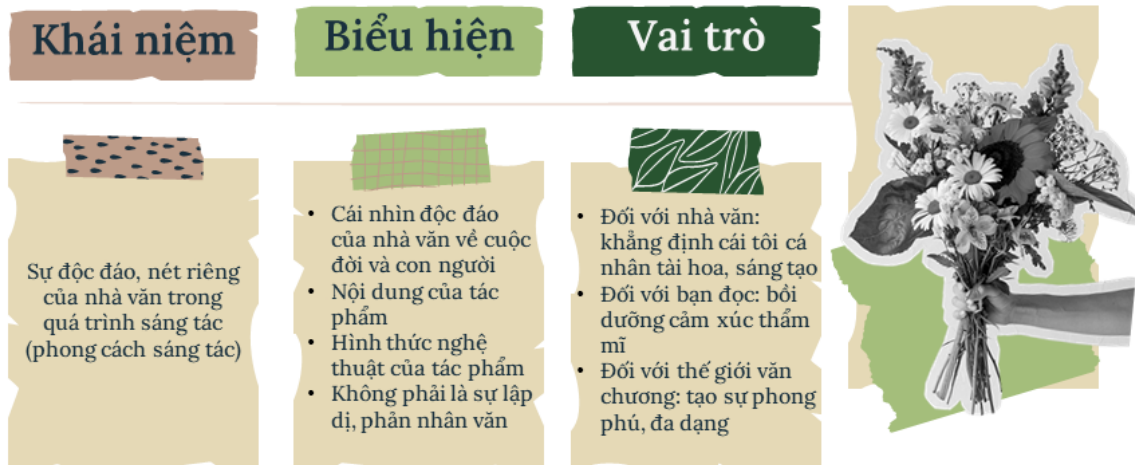 Khái niệm
Biểu hiện
Vai trò
Sự độc đáo, nét riêng
của nhà văn trong
quá trình sáng tác
(phong cách sáng tác)
• Cái nhìn độc đáo
của nhà văn về cuộc
đời và con người
• Nội dung của tác
phẩm
• Hình thức nghệ
thuật của tác phẩm
• Không phải là sự lập
dị, phản nhân văn
• Đối với nhà văn:
khẳng định cái tôi cá
nhân tài hoa, sáng tạo
• Đối với bạn đọc: bồi
dưỡng cảm xúc thẩm
mĩ
• Đối với thế giới văn
chương: tạo sự phong
phú, đa dạng